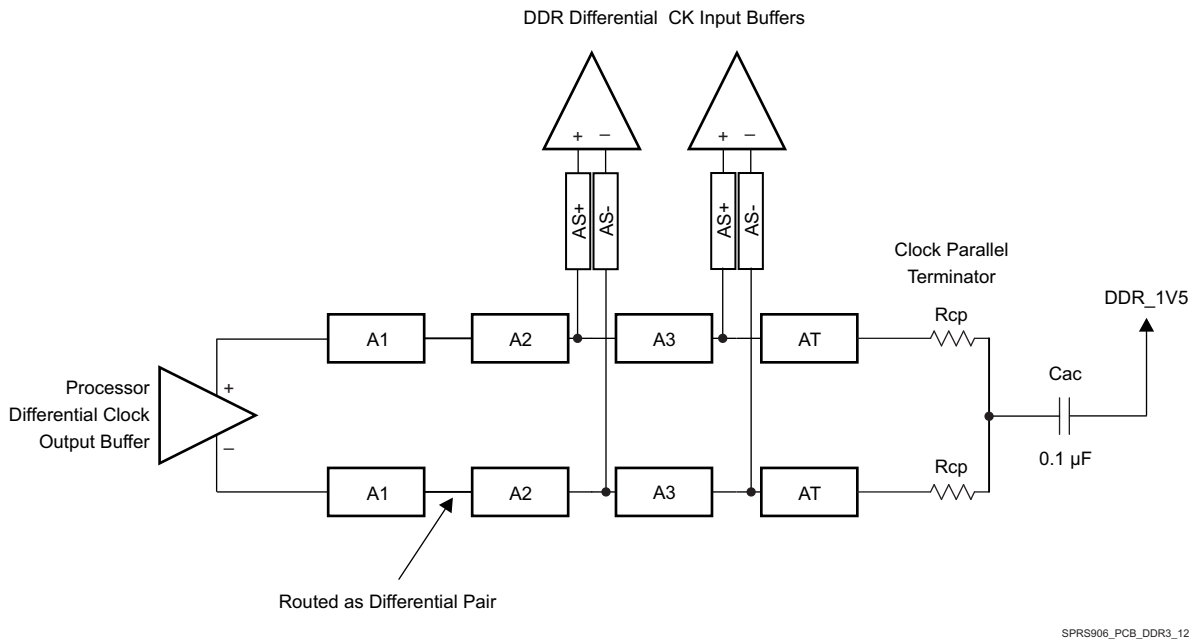 DDR Differential CK Input Buffers
+ –
+ –
AS+
AS-
AS+
AS-
Clock Parallel
Terminator
DDR_1V5
A1
A2
A3
AT
Rcp
Processor
Differential Clock
Output Buffer
+
–
Cac
0.1 µF
A1
A2
A3
AT
Rcp
Routed as Differential Pair
SPRS906_PCB_DDR3_12